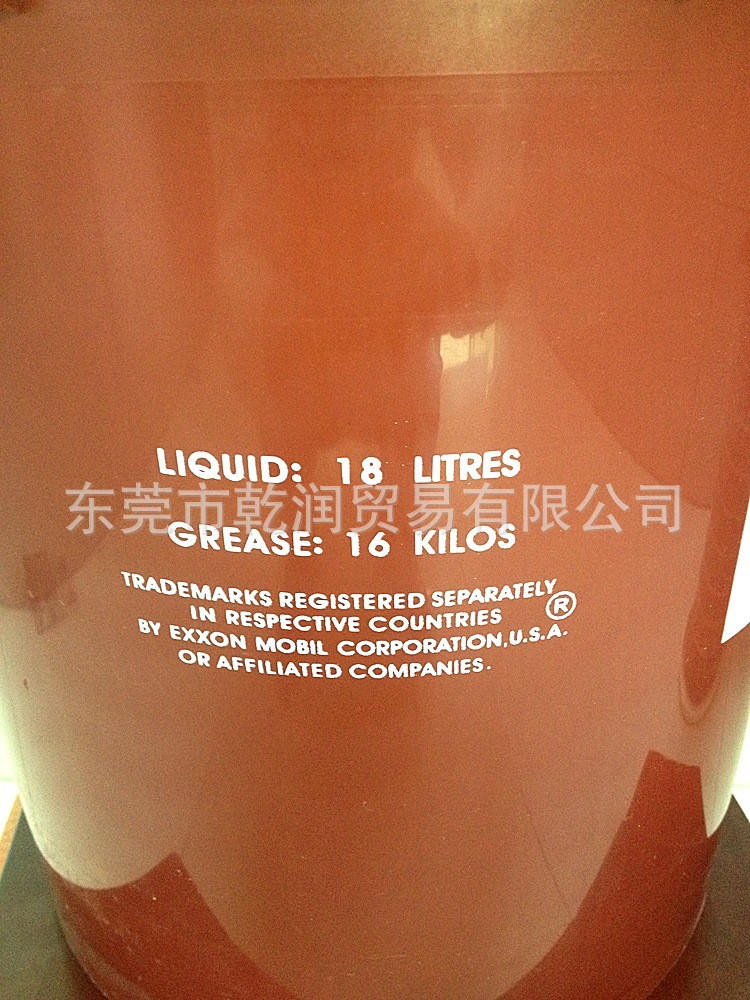 LIQUID: 18 LITRES
东莞市乾润贸易有限公司
GREASE: 16 KILOS
TRADEMARKS REGISTERED SEPARATELY
IN RESPECTIVE COUNTRIES ®
BY EXXON MOBIL CORPORATION, U.S.A.
OR AFFILIATED COMPANIES.